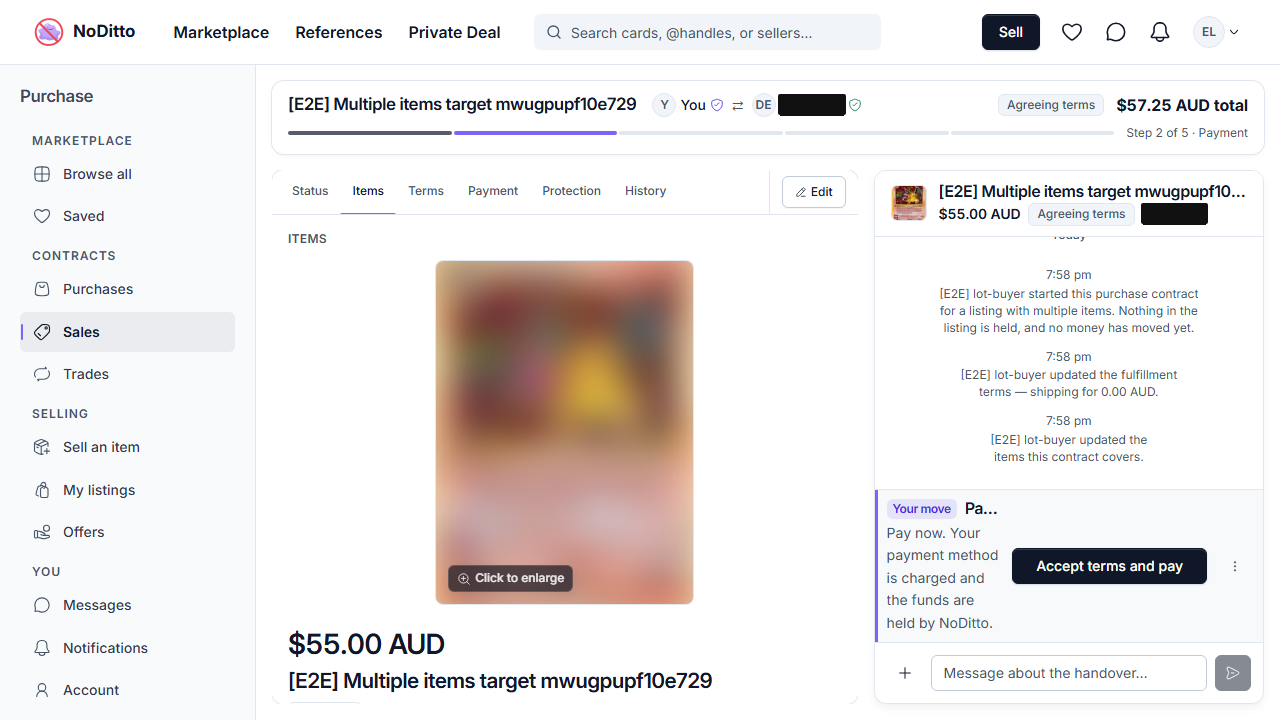 NoDitto
Marketplace
References
Private Deal
Search cards, @handles, or sellers...
Sell
EL
Purchase
MARKETPLACE
Browse all
Saved
CONTRACTS
Purchases
Sales
Trades
SELLING
Sell an item
My listings
Offers
YOU
Messages
Notifications
Account
[E2E] Multiple items target mwugpupf10e729
Y You
DE
Agreeing terms
$57.25 AUD total
Step 2 of 5 · Payment
Status
Items
Terms
Payment
Protection
History
Edit
ITEMS
Click to enlarge
$55.00 AUD
[E2E] Multiple items target mwugpupf10e729
[E2E] Multiple items target mwugpupf10...
$55.00 AUD
Agreeing terms
Today
7:58 pm
[E2E] lot-buyer started this purchase contract
for a listing with multiple items. Nothing in the
listing is held, and no money has moved yet.
7:58 pm
[E2E] lot-buyer updated the fulfillment
terms — shipping for 0.00 AUD.
7:58 pm
[E2E] lot-buyer updated the
items this contract covers.
Your move
Pa...
Pay now. Your
payment method
is charged and
the funds are
held by NoDitto.
Accept terms and pay
Message about the handover...